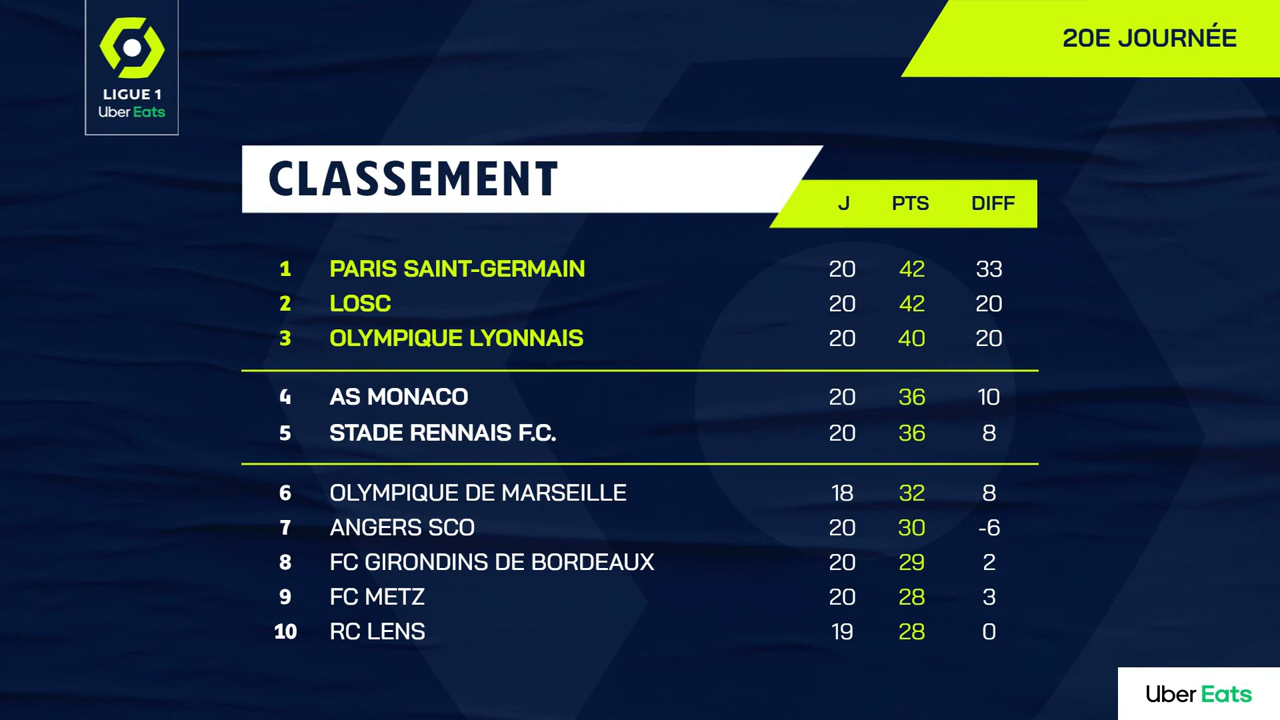 LIGUE 1
Uber Eats
20E JOURNÉE
CLASSEMENT
J PTS DIFF
1 PARIS SAINT-GERMAIN 20 42 33
2 LOSC 20 42 20
3 OLYMPIQUE LYONNAIS 20 40 20
4 AS MONACO 20 36 10
5 STADE RENNAIS F.C. 20 36 8
6 OLYMPIQUE DE MARSEILLE 18 32 8
7 ANGERS SCO 20 30 -6
8 FC GIRONDINS DE BORDEAUX 20 29 2
9 FC METZ 20 28 3
10 RC LENS 19 28 0
Uber Eats